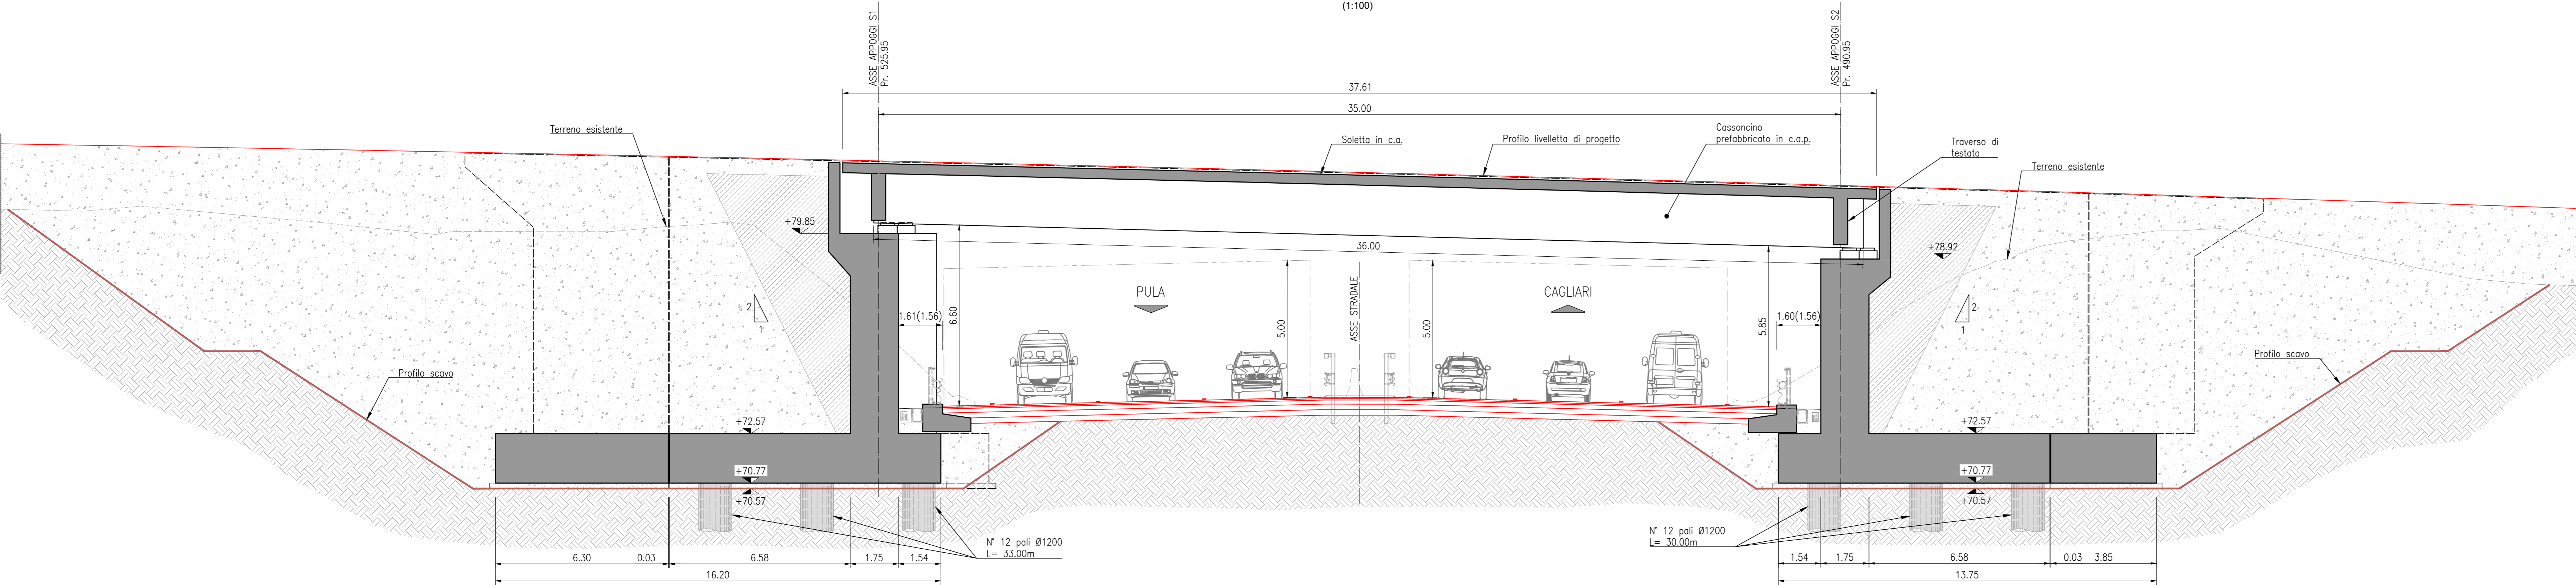 (1:100)
ASSE APPOGGI S1
Pr. 525.95
ASSE APPOGGI S2
Pr. 490.95
37.61
35.00
Terreno esistente
Soletta in c.a.
Profilo livelletta di progetto
Cassoncino
prefabbricato in c.a.p.
Traverso di
testata
Terreno esistente
+79.85
36.00
+78.92
PULA
CAGLIARI
2
1
1.61(1.56)
6.60
5.00
ASSE STRADALE
5.00
5.85
1.60(1.56)
2
1
Profilo scavo
Profilo scavo
+72.57
+72.57
+70.77
+70.77
+70.57
+70.57
N° 12 pali Ø1200
L= 33.00m
N° 12 pali Ø1200
L= 30.00m
6.30
0.03
6.58
1.75
1.54
1.54
1.75
6.58
0.03
3.85
16.20
13.75